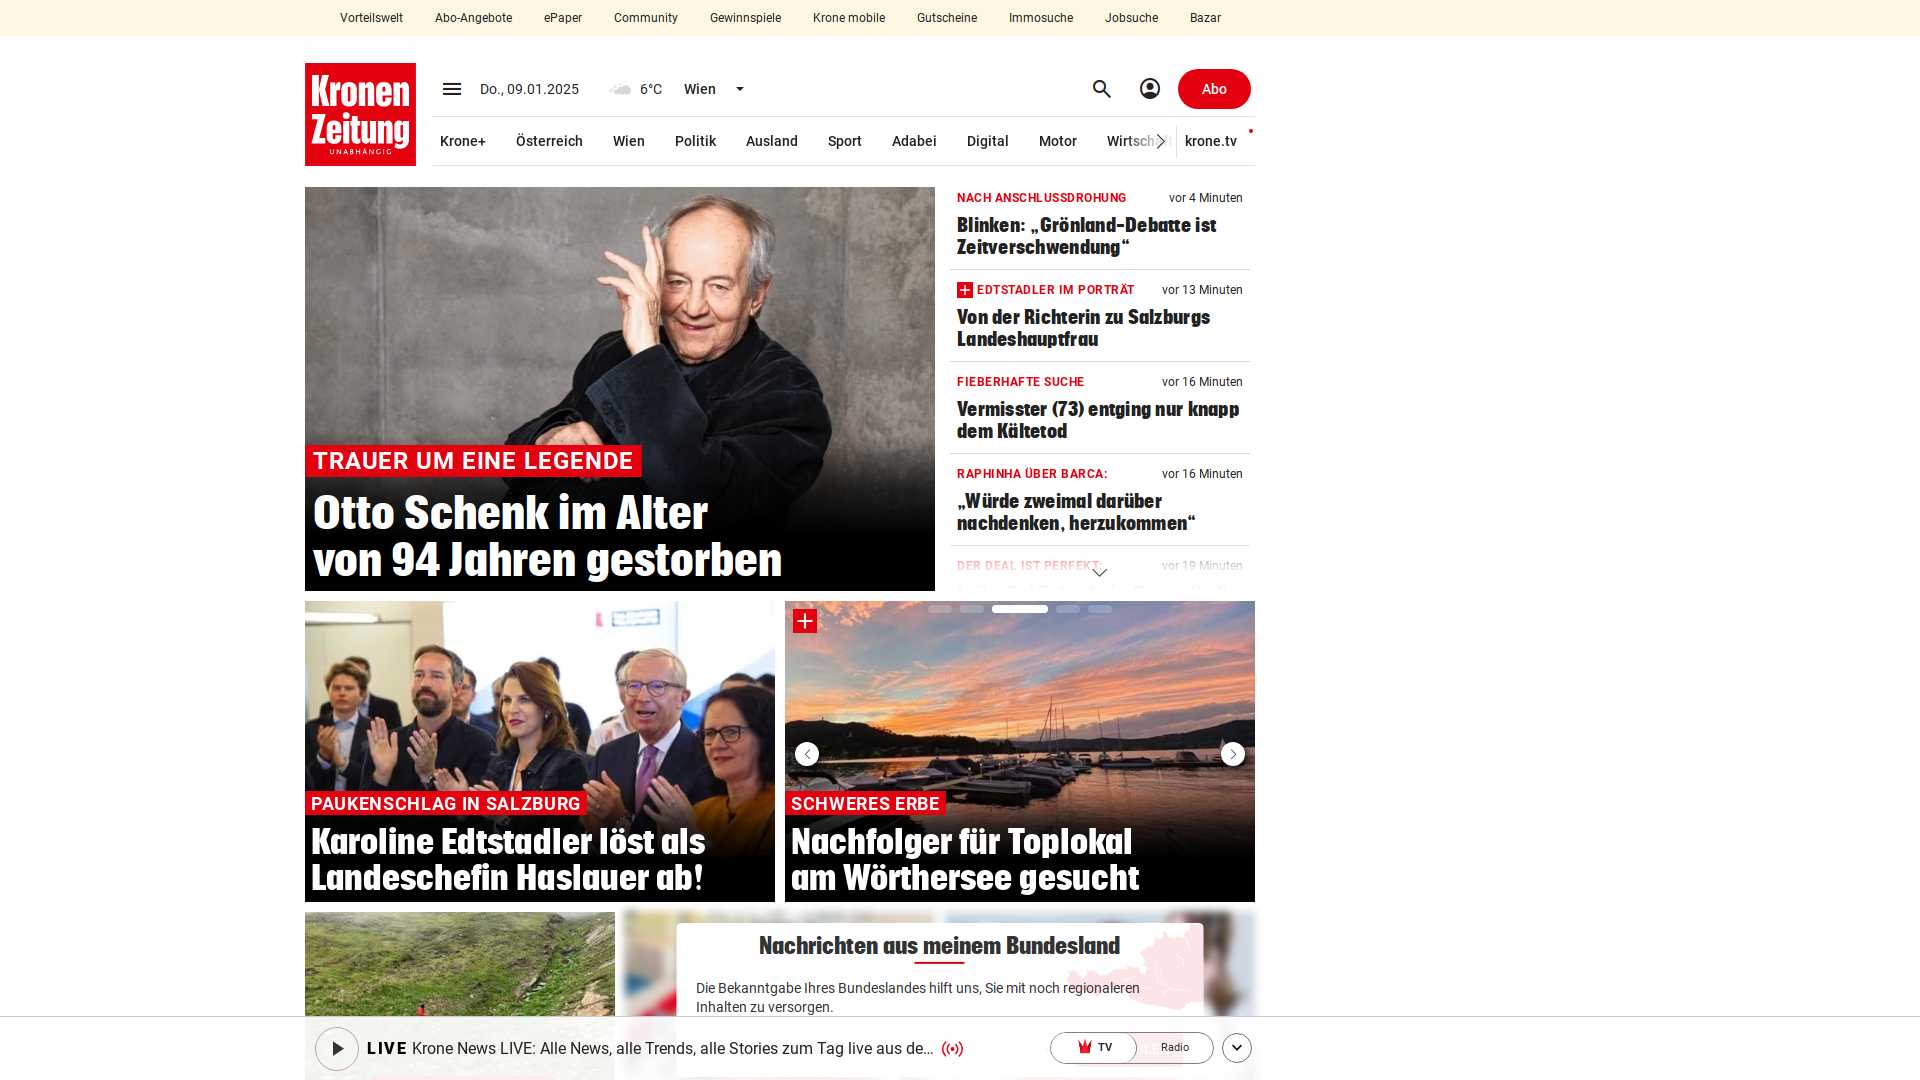 Vorteilswelt Abo-Angebote ePaper Community Gewinnspiele Krone mobile Gutscheine Immosuche Jobsuche Bazar
Kronen
Zeitung
UNABHÄNGIG
Do., 09.01.2025 6°C Wien
Abo
Krone+ Österreich Wien Politik Ausland Sport Adabei Digital Motor Wirtschaft krone.tv
TRAUER UM EINE LEGENDE
Otto Schenk im Alter
von 94 Jahren gestorben
NACH ANSCHLUSSDROHUNG vor 4 Minuten
Blinken: „Grönland-Debatte ist
Zeitverschwendung“
EDTSTADLER IM PORTRÄT vor 13 Minuten
Von der Richterin zu Salzburgs
Landeshauptfrau
FIEBERHAFTE SUCHE vor 16 Minuten
Vermisster (73) entging nur knapp
dem Kältetod
RAPHINHA ÜBER BARCA: vor 16 Minuten
„Würde zweimal darüber
nachdenken, herzukommen“
DER DEAL IST PERFEKT: vor 19 Minuten
PAUKENSCHLAG IN SALZBURG
Karoline Edtstadler löst als
Landeschefin Haslauer ab!
SCHWERES ERBE
Nachfolger für Toplokal
am Wörthersee gesucht
Nachrichten aus meinem Bundesland
Die Bekanntgabe Ihres Bundeslandes hilft uns, Sie mit noch regionaleren
Inhalten zu versorgen.
LIVE Krone News LIVE: Alle News, alle Trends, alle Stories zum Tag live aus de...
TV Radio